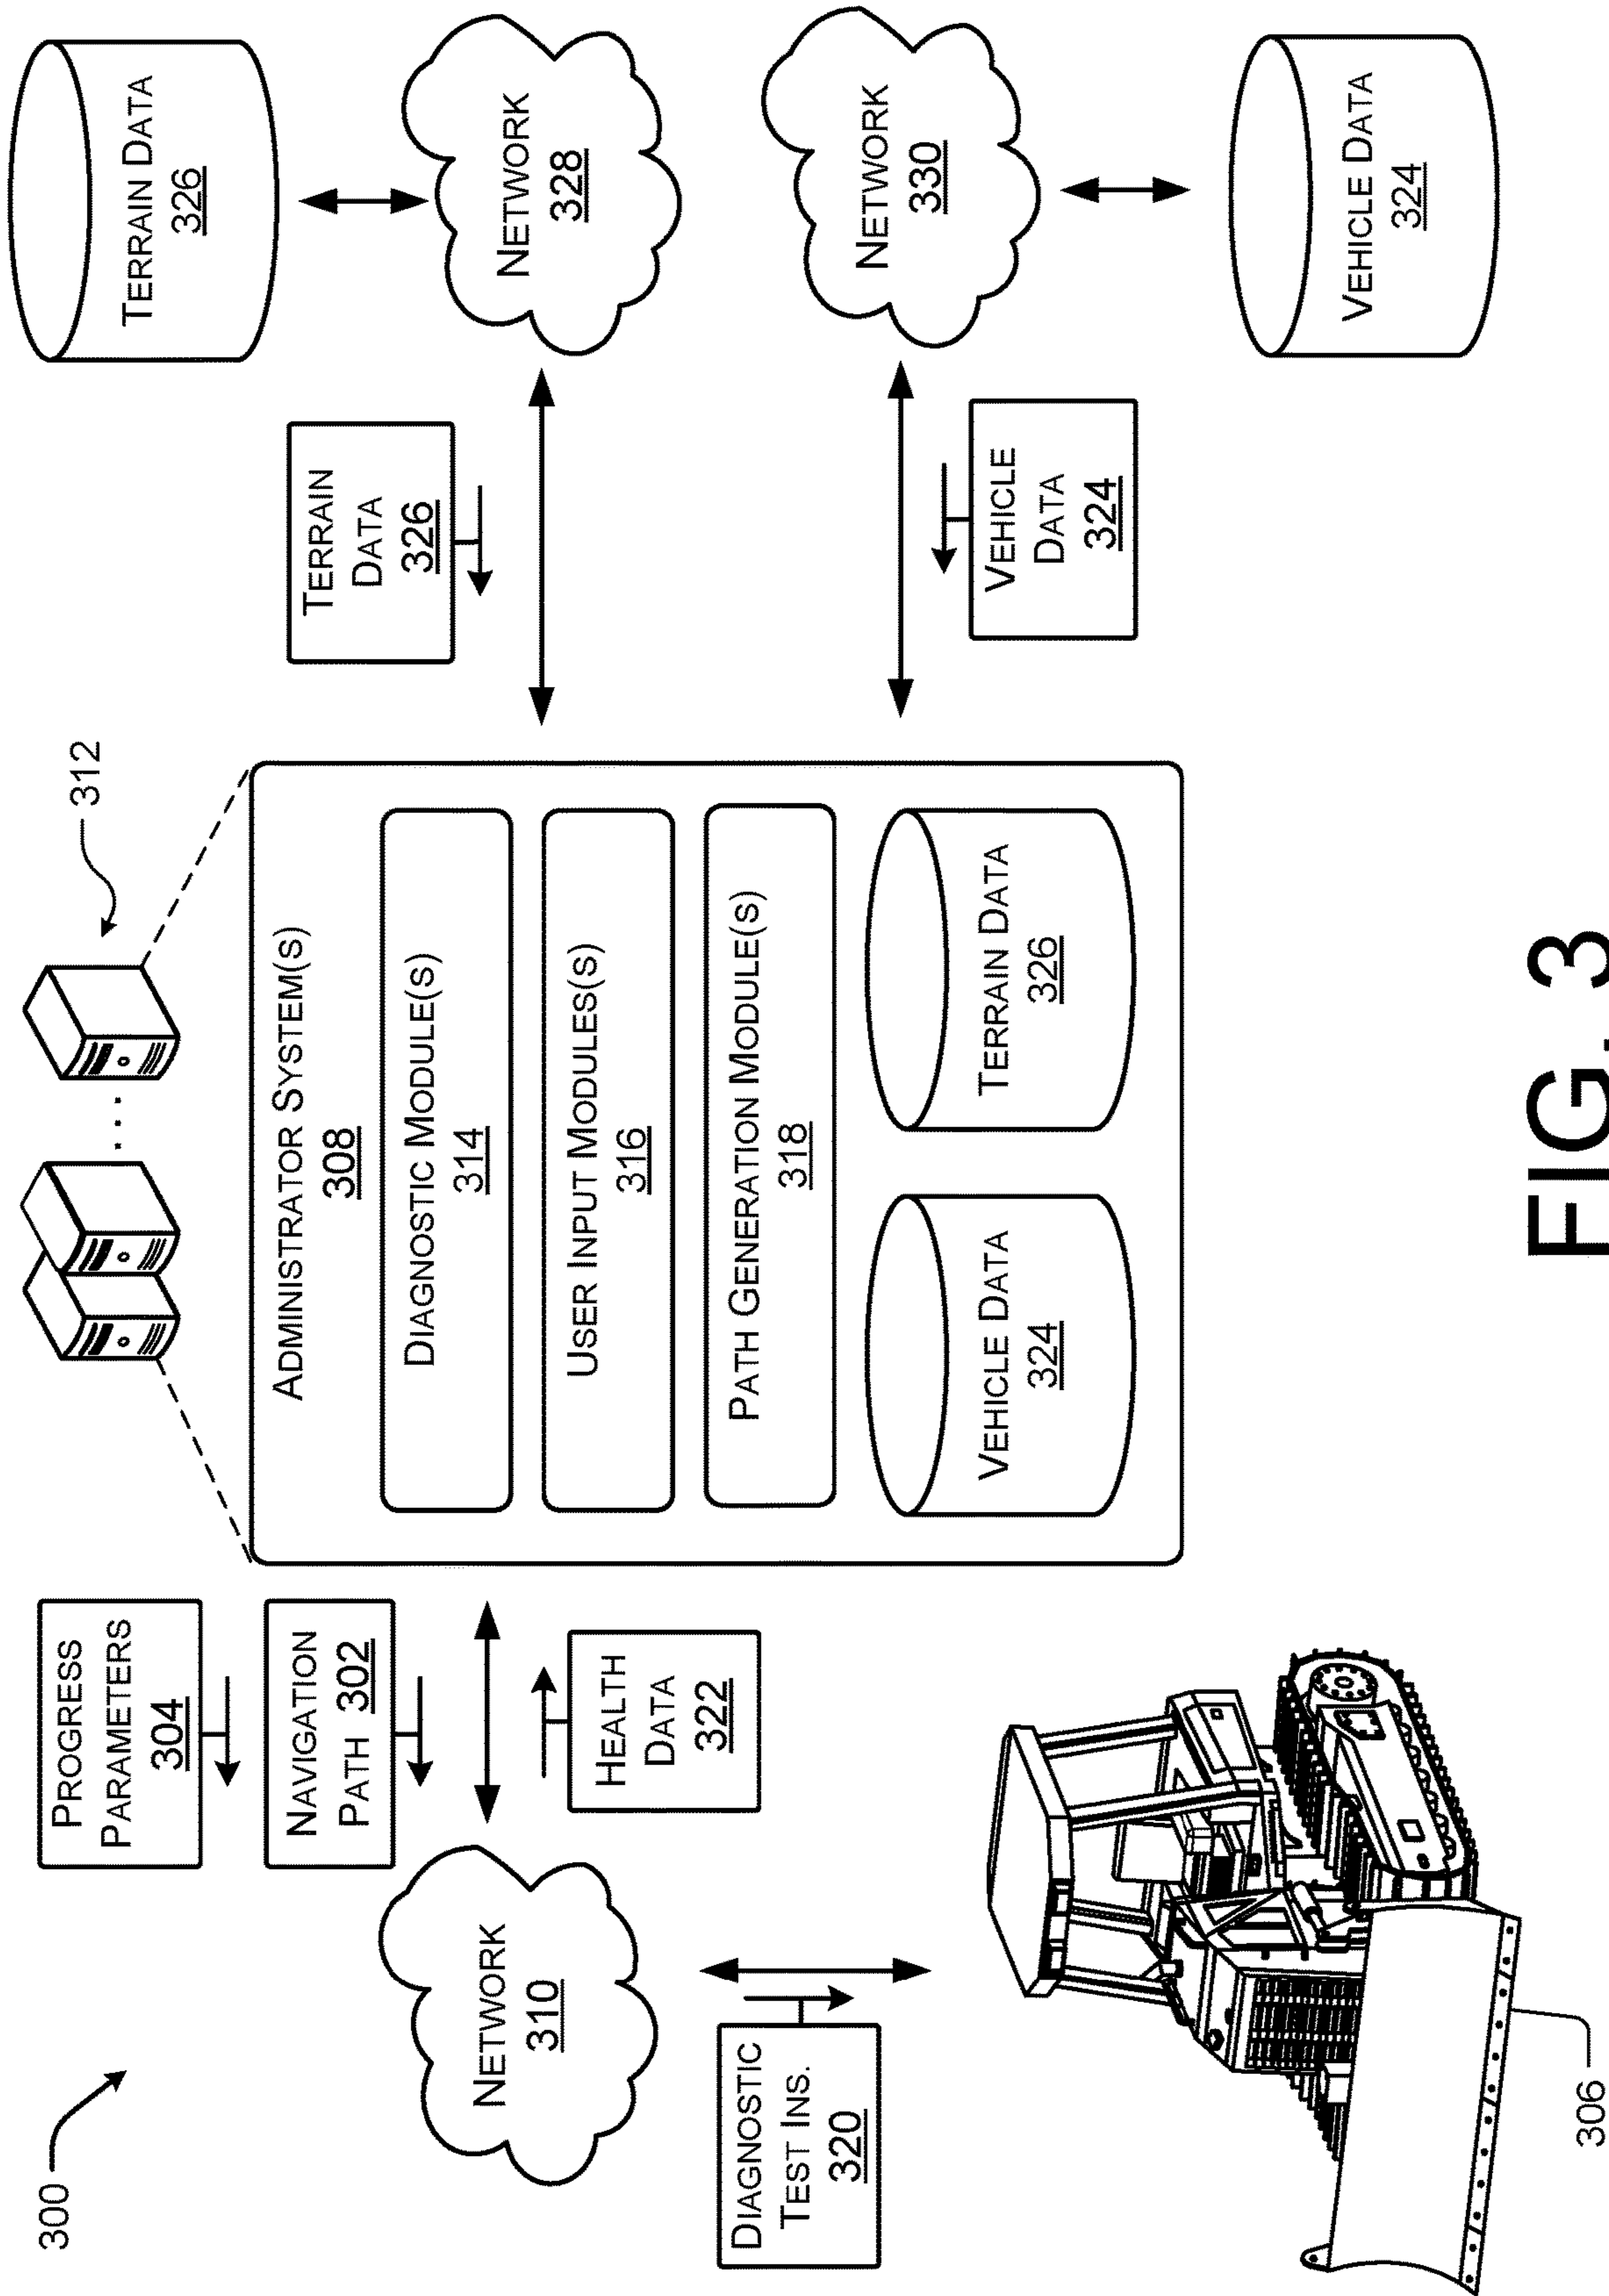 300
PROGRESS
PARAMETERS
304
NAVIGATION
PATH 302
NETWORK
310
HEALTH
DATA
322
DIAGNOSTIC
TEST INS.
320
306
312
ADMINISTRATOR SYSTEM(S)
308
DIAGNOSTIC MODULE(S)
314
USER INPUT MODULES(S)
316
PATH GENERATION MODULE(S)
318
VEHICLE DATA
324
TERRAIN DATA
326
TERRAIN
DATA
326
VEHICLE
DATA
324
TERRAIN DATA
326
NETWORK
328
NETWORK
330
VEHICLE DATA
324
FIG. 3